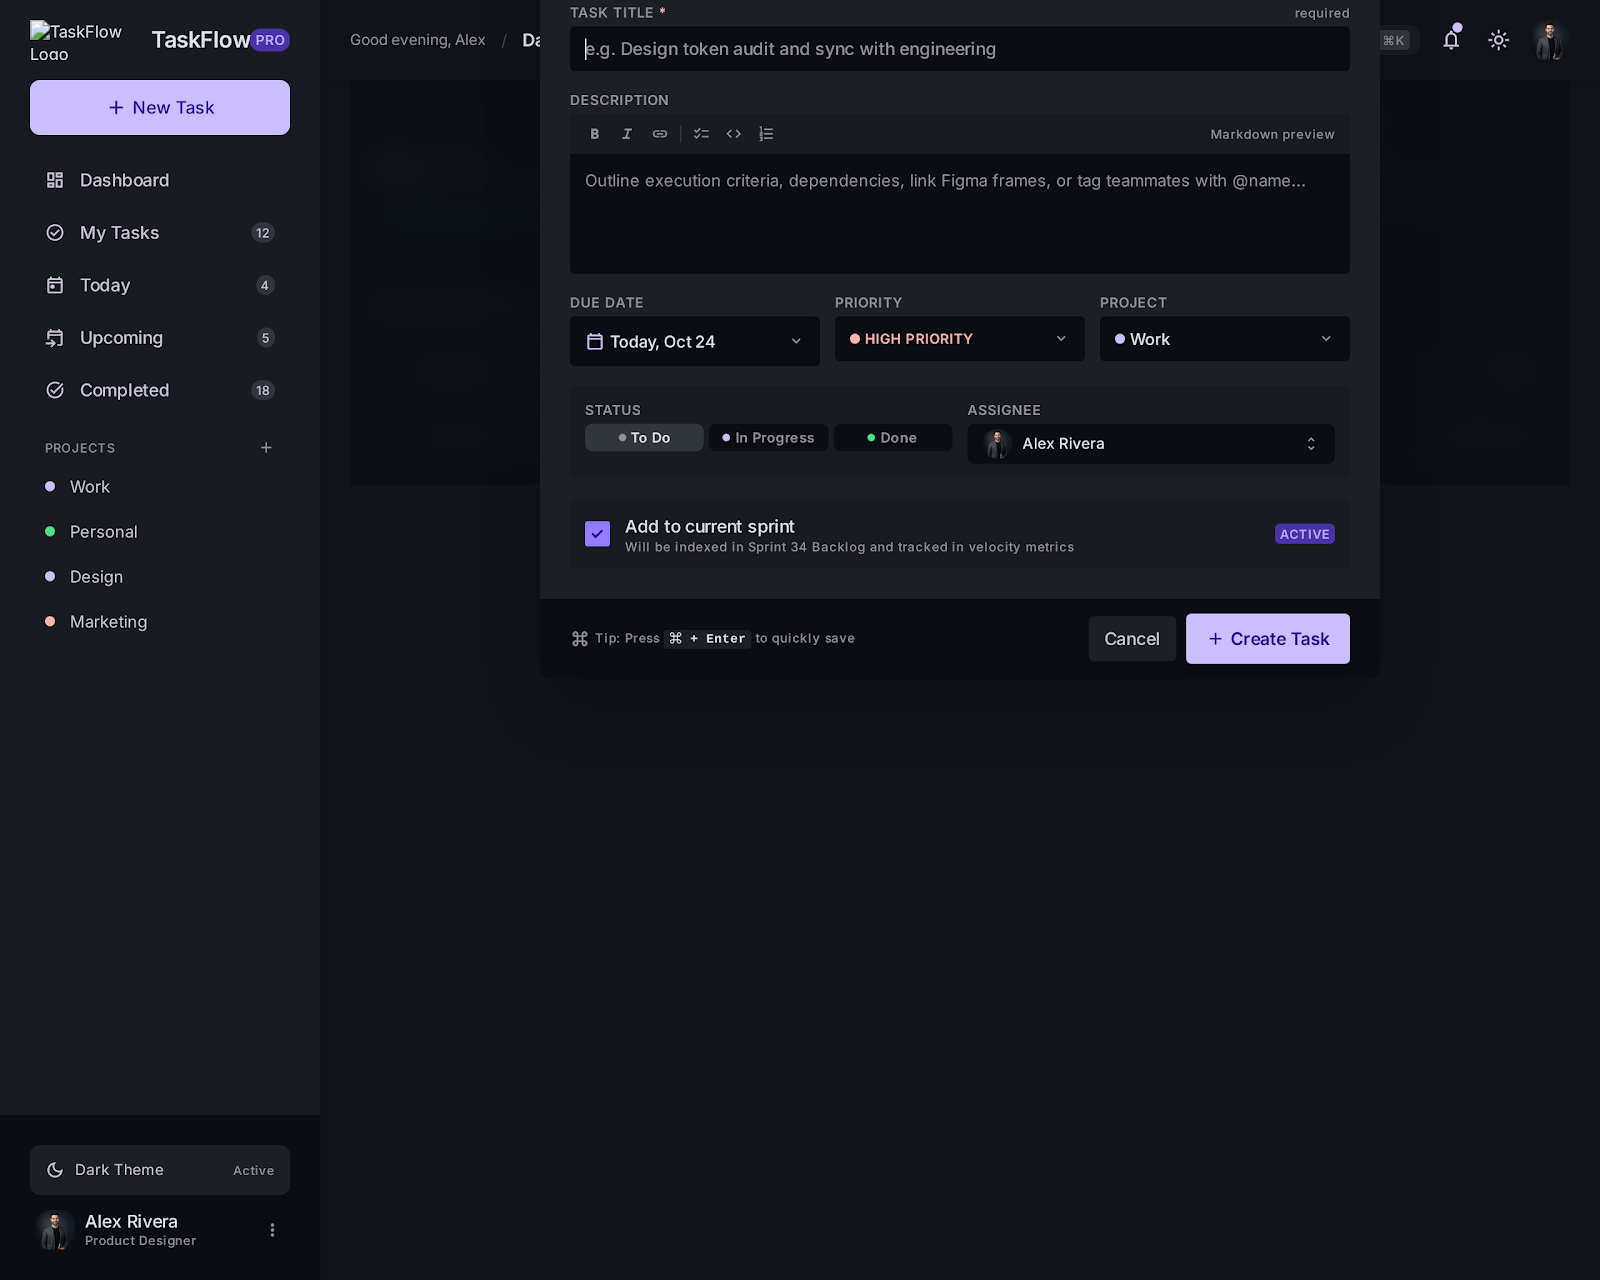 TaskFlow
Logo
TaskFlow PRO
New Task
Dashboard
My Tasks 12
Today 4
Upcoming 5
Completed 18
PROJECTS
Work
Personal
Design
Marketing
Dark Theme Active
Alex Rivera
Product Designer
Good evening, Alex /
⌘K
TASK TITLE * required
e.g. Design token audit and sync with engineering
DESCRIPTION
B I Markdown preview
Outline execution criteria, dependencies, link Figma frames, or tag teammates with @name...
DUE DATE PRIORITY PROJECT
Today, Oct 24 HIGH PRIORITY Work
STATUS ASSIGNEE
To Do In Progress Done Alex Rivera
Add to current sprint
Will be indexed in Sprint 34 Backlog and tracked in velocity metrics
ACTIVE
⌘ Tip: Press ⌘ + Enter to quickly save
Cancel
Create Task